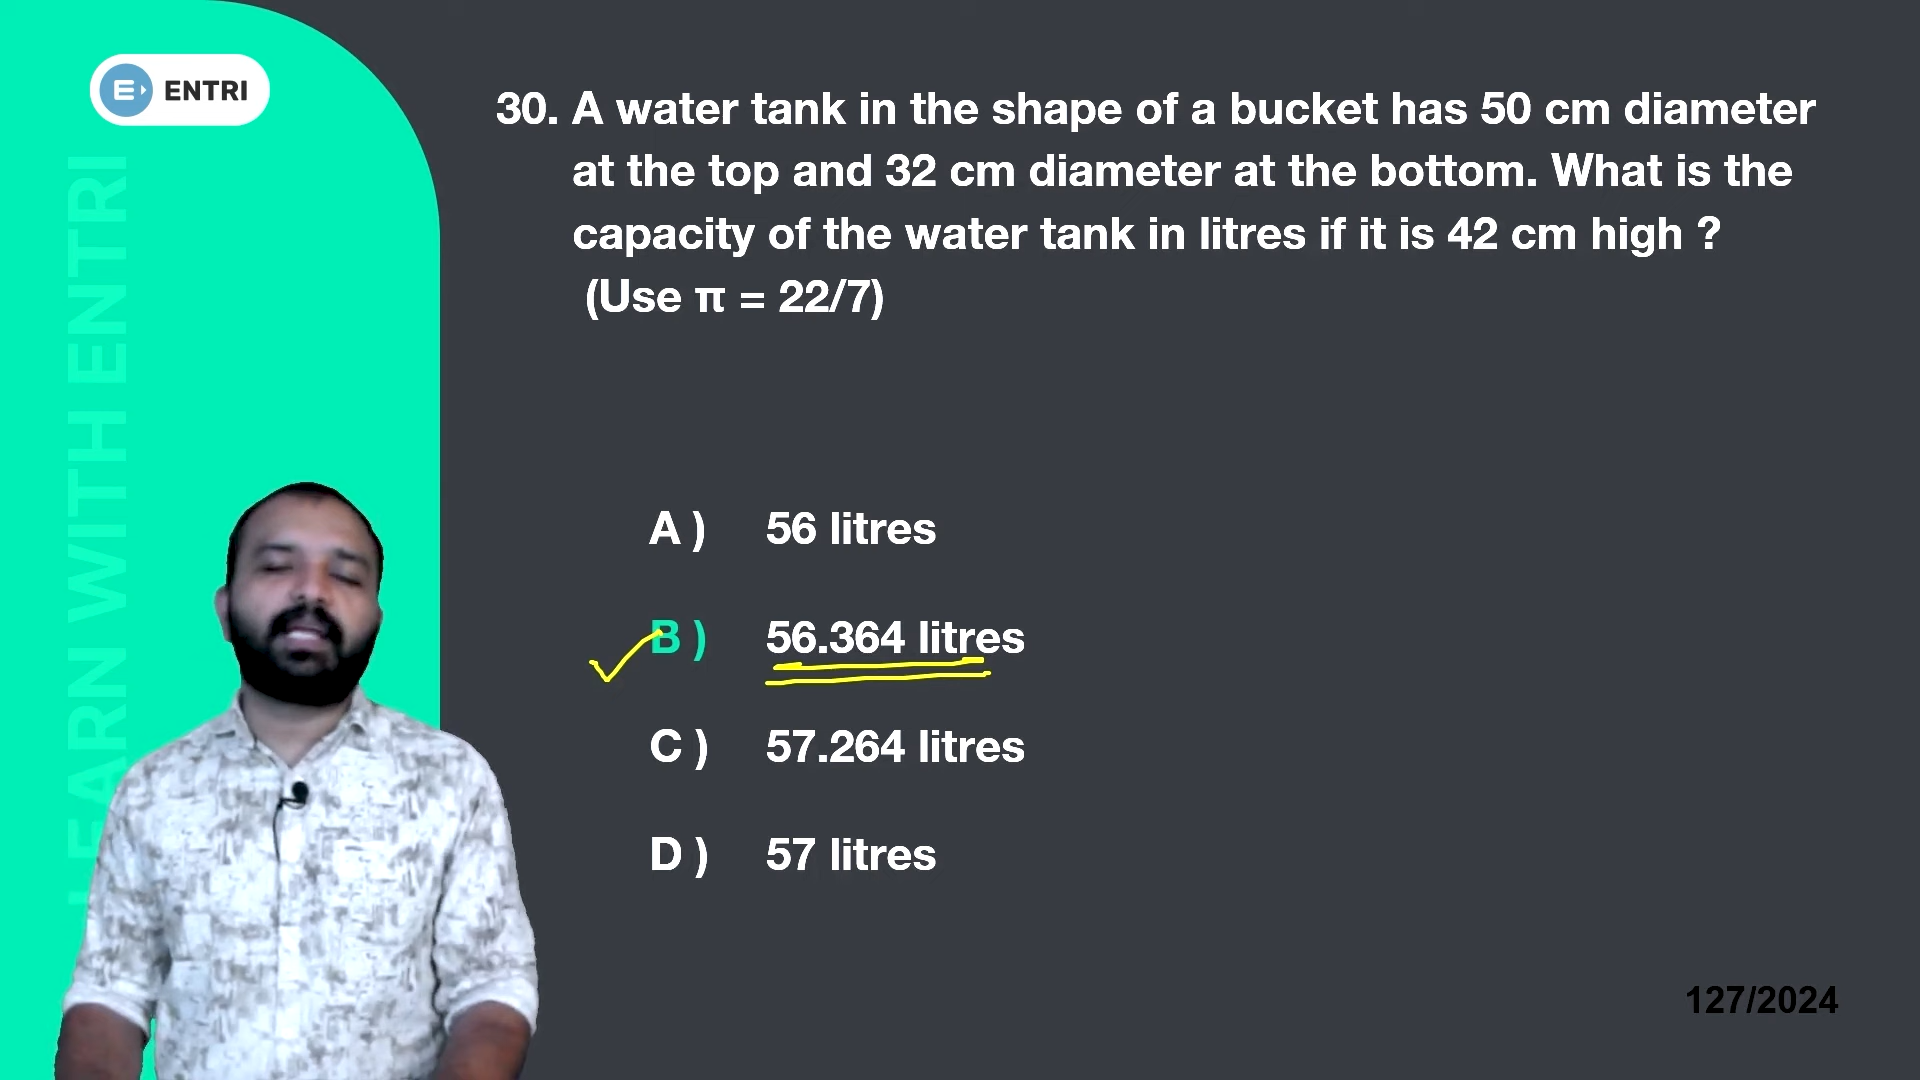 ENTRI
LEARN WITH ENTRI
30. A water tank in the shape of a bucket has 50 cm diameter
at the top and 32 cm diameter at the bottom. What is the
capacity of the water tank in litres if it is 42 cm high ?
(Use π = 22/7)
A ) 56 litres
B ) 56.364 litres
C ) 57.264 litres
D ) 57 litres
127/2024